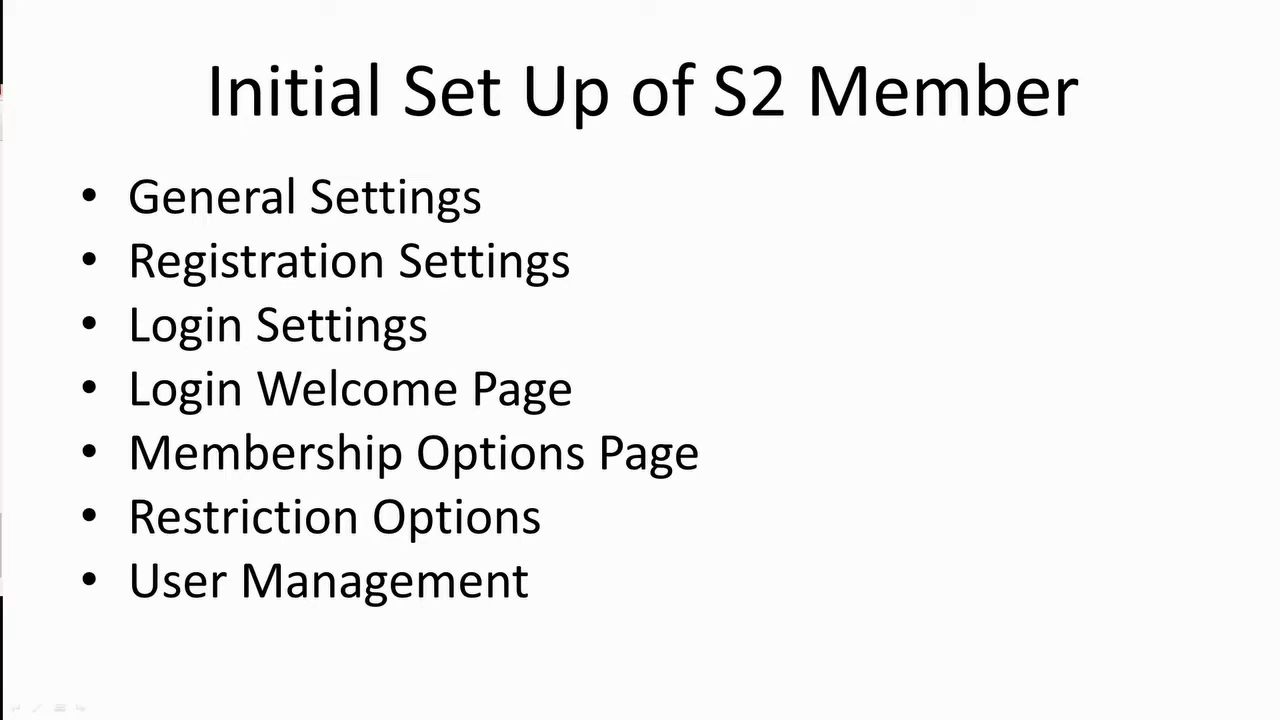 Initial Set Up of S2 Member
• General Settings
• Registration Settings
• Login Settings
• Login Welcome Page
• Membership Options Page
• Restriction Options
• User Management